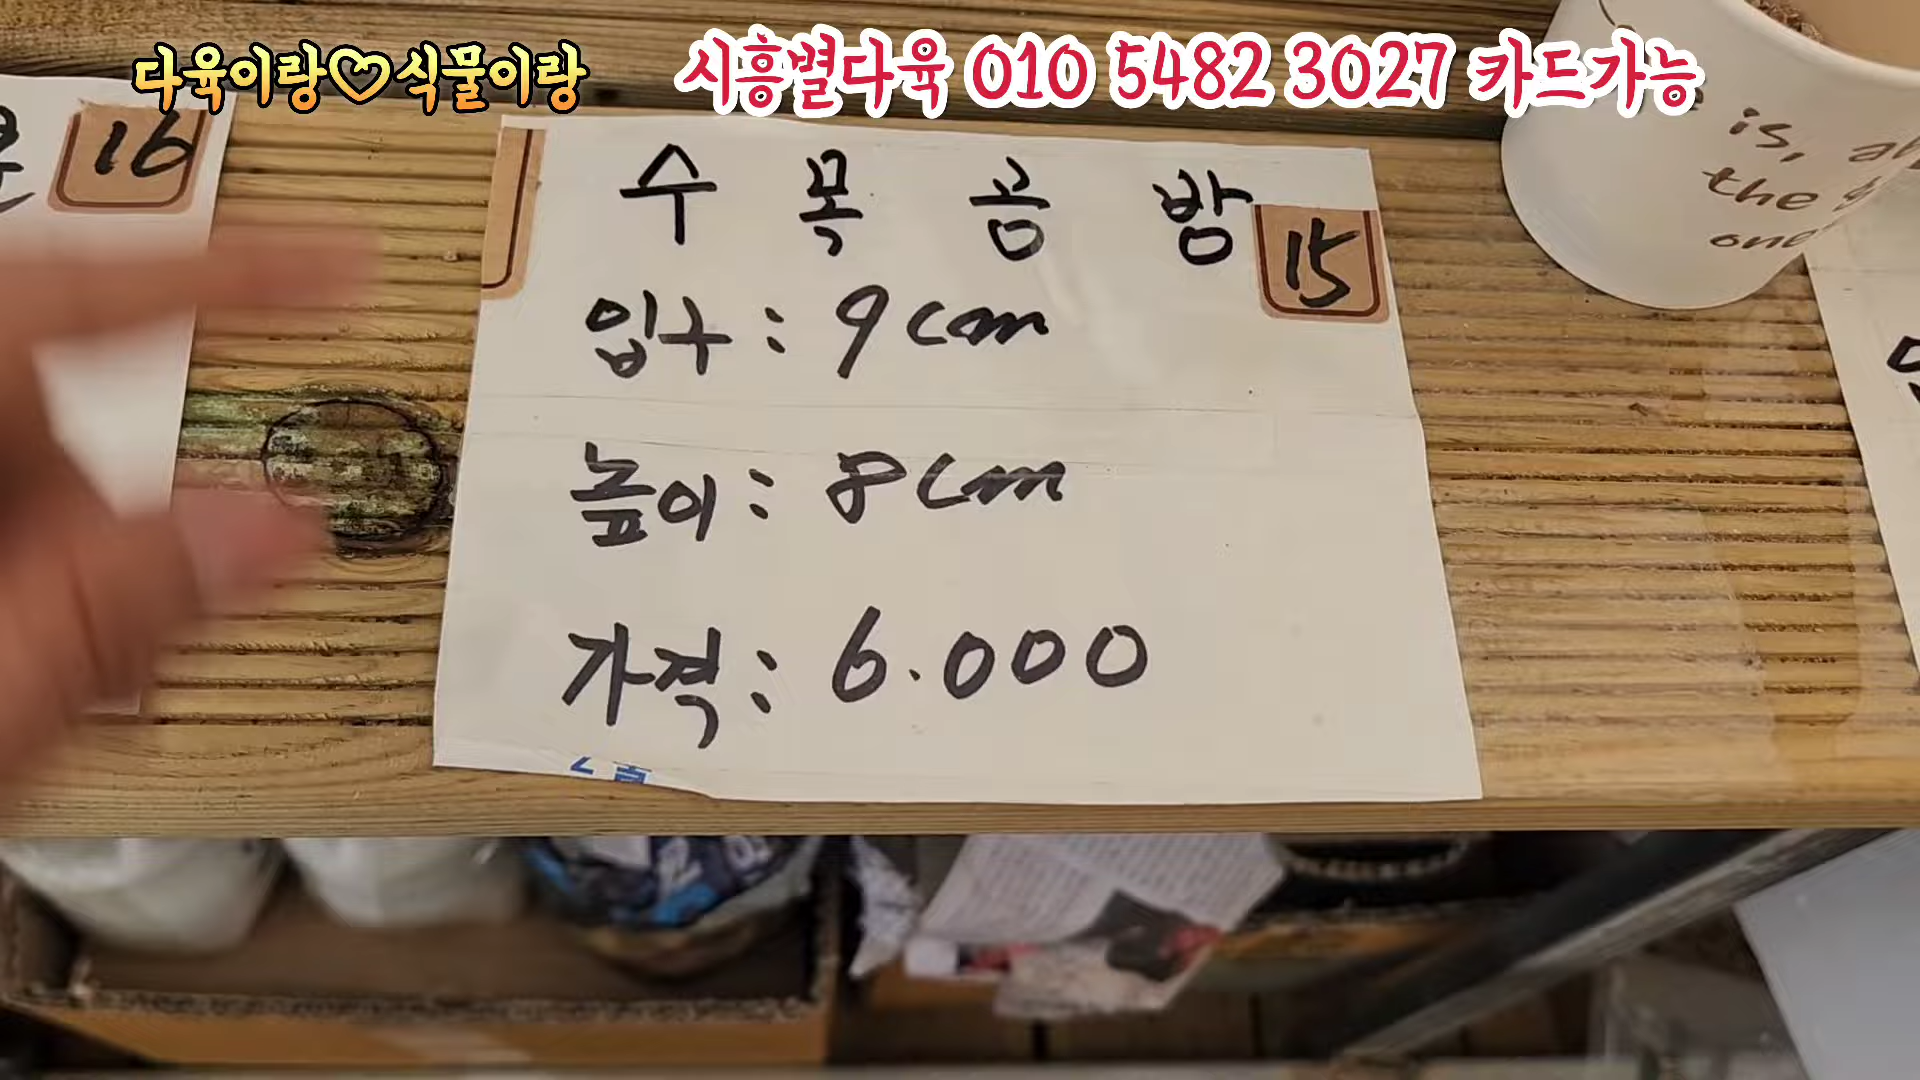 다육이랑♡식물이랑
시흥별다육 010 5482 3027 카드가능
16
수목공방
15
입구 : 9cm
높이 : 8cm
가격 : 6.000
is,
the
one